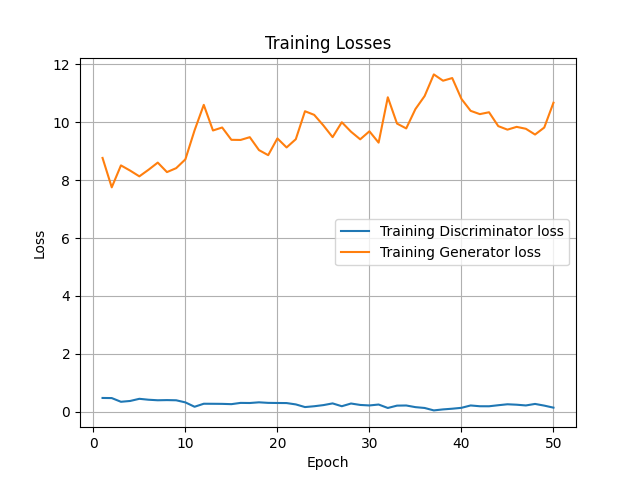 Training Losses
12
10
8
6
4
2
0
Loss
Training Discriminator loss
Training Generator loss
0 10 20 30 40 50
Epoch